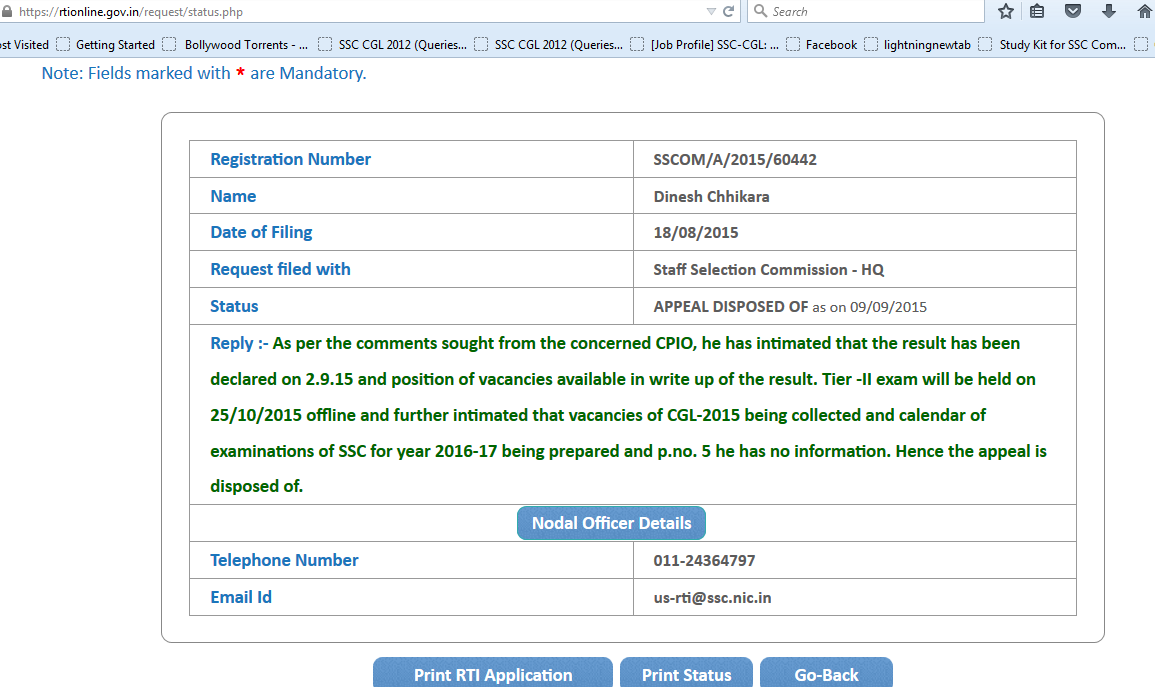 https://rtionline.gov.in/request/status.php Search
ost Visited Getting Started Bollywood Torrents - ... SSC CGL 2012 (Queries... SSC CGL 2012 (Queries... [Job Profile] SSC-CGL: ... Facebook lightningnewtab Study Kit for SSC Com...
Note: Fields marked with * are Mandatory.
Registration Number SSCOM/A/2015/60442
Name Dinesh Chhikara
Date of Filing 18/08/2015
Request filed with Staff Selection Commission - HQ
Status APPEAL DISPOSED OF as on 09/09/2015
Reply :- As per the comments sought from the concerned CPIO, he has intimated that the result has been
declared on 2.9.15 and position of vacancies available in write up of the result. Tier -II exam will be held on
25/10/2015 offline and further intimated that vacancies of CGL-2015 being collected and calendar of
examinations of SSC for year 2016-17 being prepared and p.no. 5 he has no information. Hence the appeal is
disposed of.
Nodal Officer Details
Telephone Number 011-24364797
Email Id us-rti@ssc.nic.in
Print RTI Application Print Status Go-Back